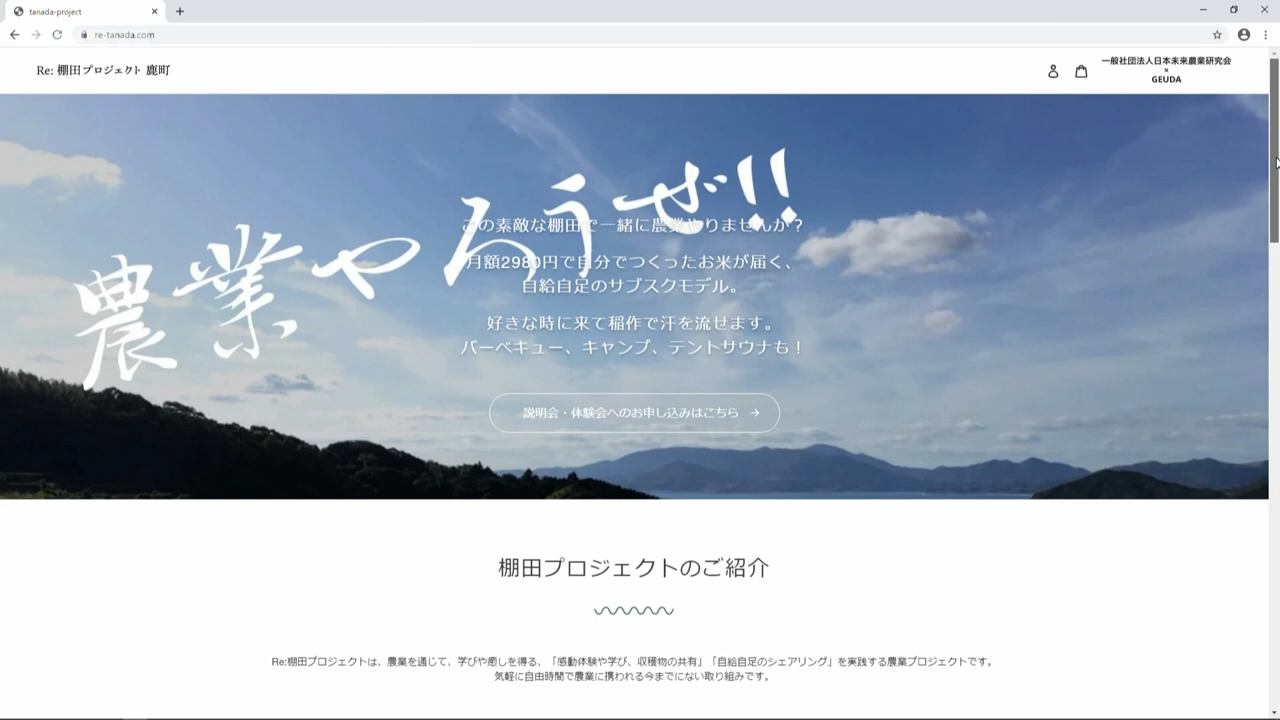 tanada-project
re-tanada.com
Re: 棚田プロジェクト 鹿町
一般社団法人日本未来農業研究会
×
GEUDA
農業やろうぜ!!
この素敵な棚田で一緒に農業やりませんか？
月額2980円で自分でつくったお米が届く、
自給自足のサブスクモデル。
好きな時に来て稲作で汗を流せます。
バーベキュー、キャンプ、テントサウナも！
説明会・体験会へのお申し込みはこちら →
棚田プロジェクトのご紹介
Re:棚田プロジェクトは、農業を通じて、学びや癒しを得る、「感動体験や学び、収穫物の共有」「自給自足のシェアリング」を実践する農業プロジェクトです。
気軽に自由時間で農業に携われる今までにない取り組みです。